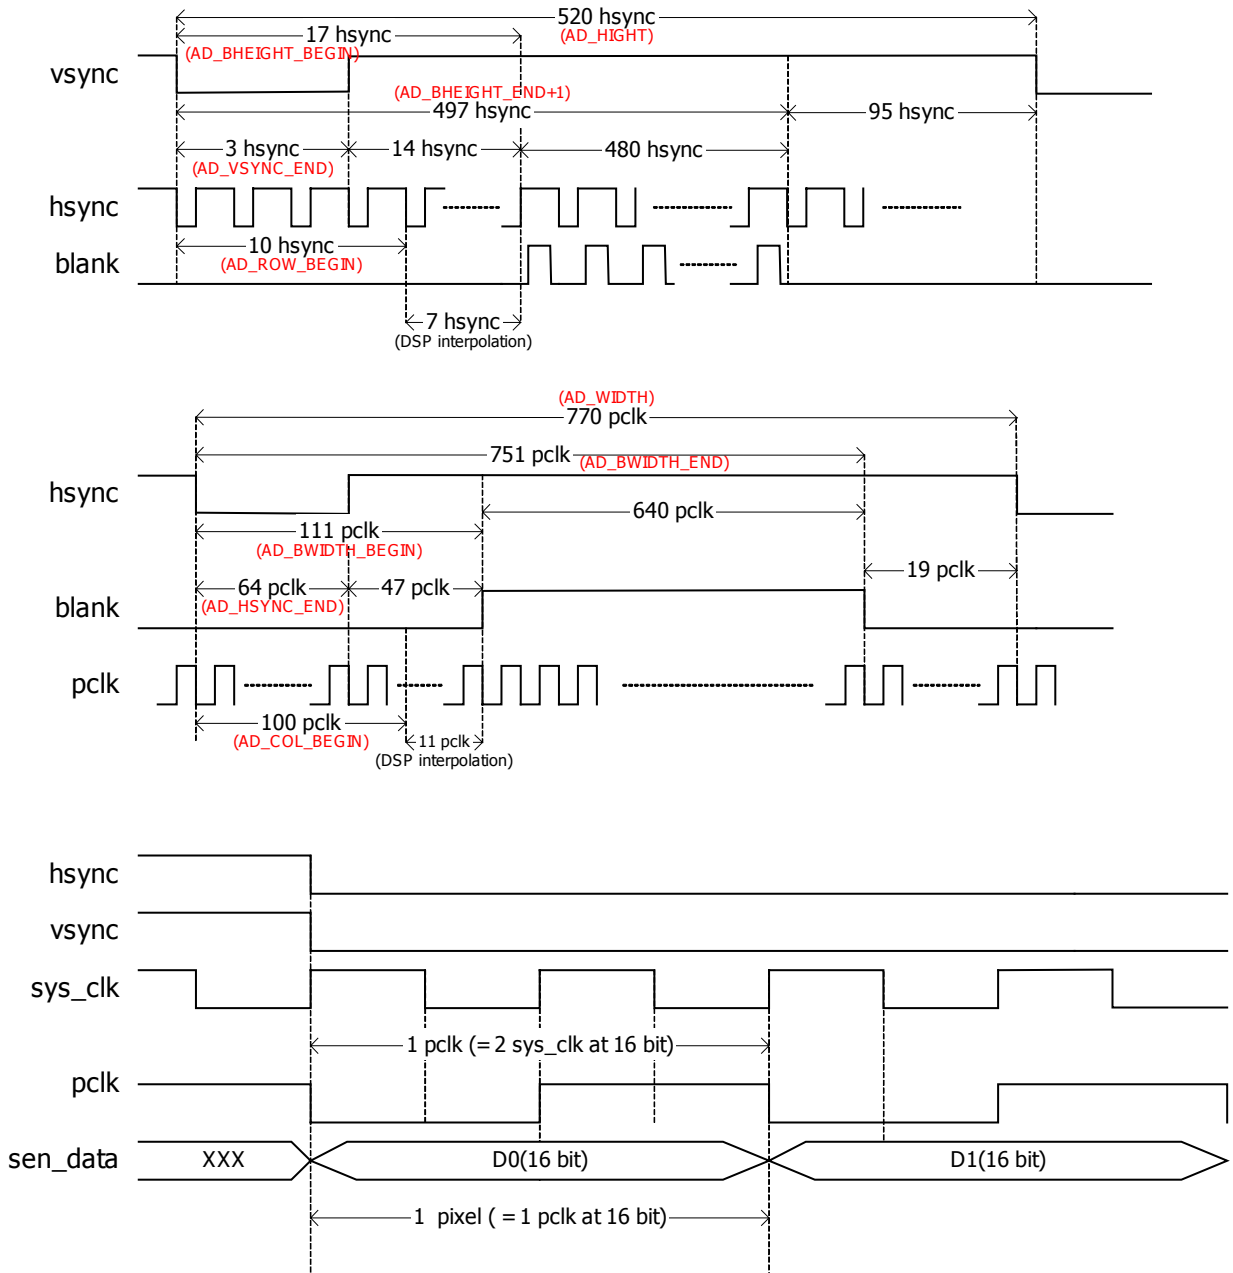 520 hsync
(AD_HIGHT)
17 hsync
(AD_BHEIGHT_BEGIN)
vsync
(AD_BHEIGHT_END+1)
497 hsync
95 hsync
3 hsync
14 hsync
480 hsync
(AD_VSYNC_END)
hsync
10 hsync
(AD_ROW_BEGIN)
blank
7 hsync
(DSP interpolation)
(AD_WIDTH)
770 pclk
751 pclk
(AD_BWIDTH_END)
hsync
640 pclk
111 pclk
(AD_BWIDTH_BEGIN)
19 pclk
64 pclk
47 pclk
(AD_HSYNC_END)
blank
pclk
100 pclk
(AD_COL_BEGIN)
11 pclk
(DSP interpolation)
hsync
vsync
sys_clk
1 pclk (= 2 sys_clk at 16 bit)
pclk
sen_data
XXX
D0(16 bit)
D1(16 bit)
1 pixel ( = 1 pclk at 16 bit)